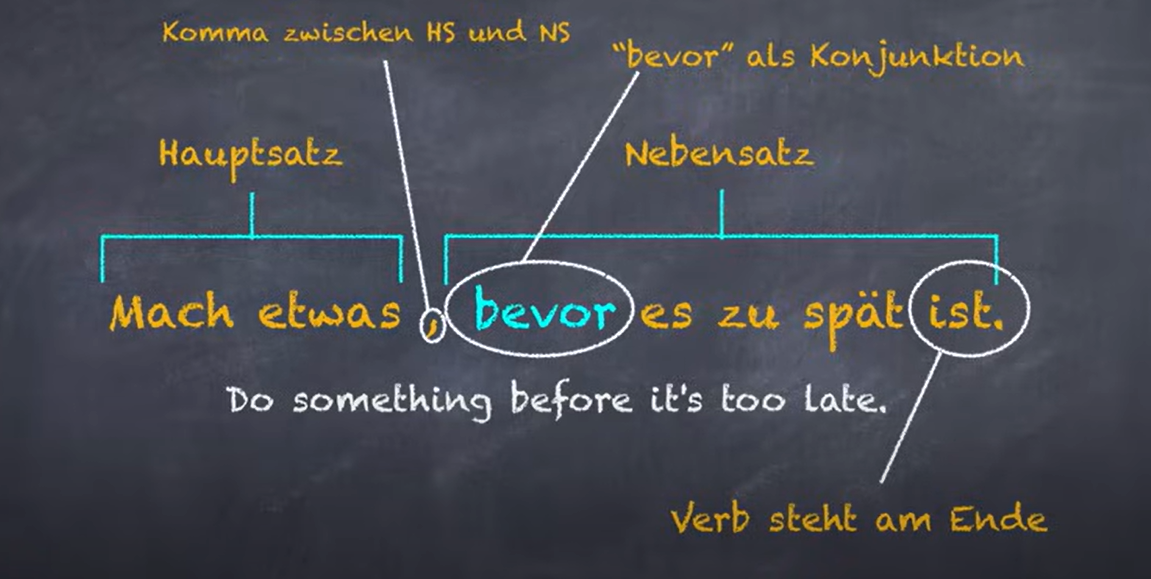 Komma zwischen HS und NS
"bevor" als Konjunktion
Hauptsatz
Nebensatz
Mach etwas , bevor es zu spät ist.
Do something before it's too late.
Verb steht am Ende